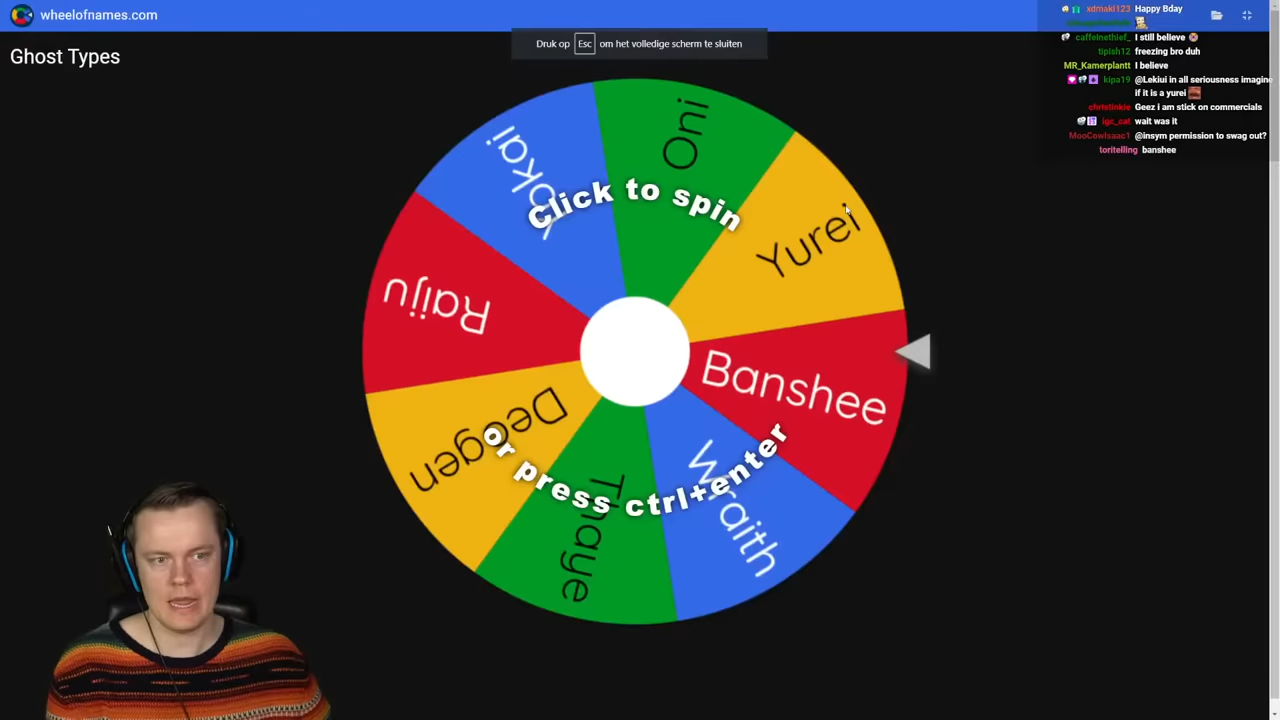 wheelofnames.com
Ghost Types
Druk op Esc om het volledige scherm te sluiten
xdmaki123 Happy Bday
caffeinethief_ I still believe
tipish12 freezing bro duh
MR_Kamerplantt I believe
kipa19 @Lekiui in all seriousness imagine
if it is a yurei
christinkie Geez i am stick on commercials
igc_cat wait was it
MooCowIsaac1 @insym permission to swag out?
toritelling banshee
Oni
Yokai
Click to spin
Yurei
Raiju
Banshee
Deogen
or press ctrl+enter
Wraith
Thaye